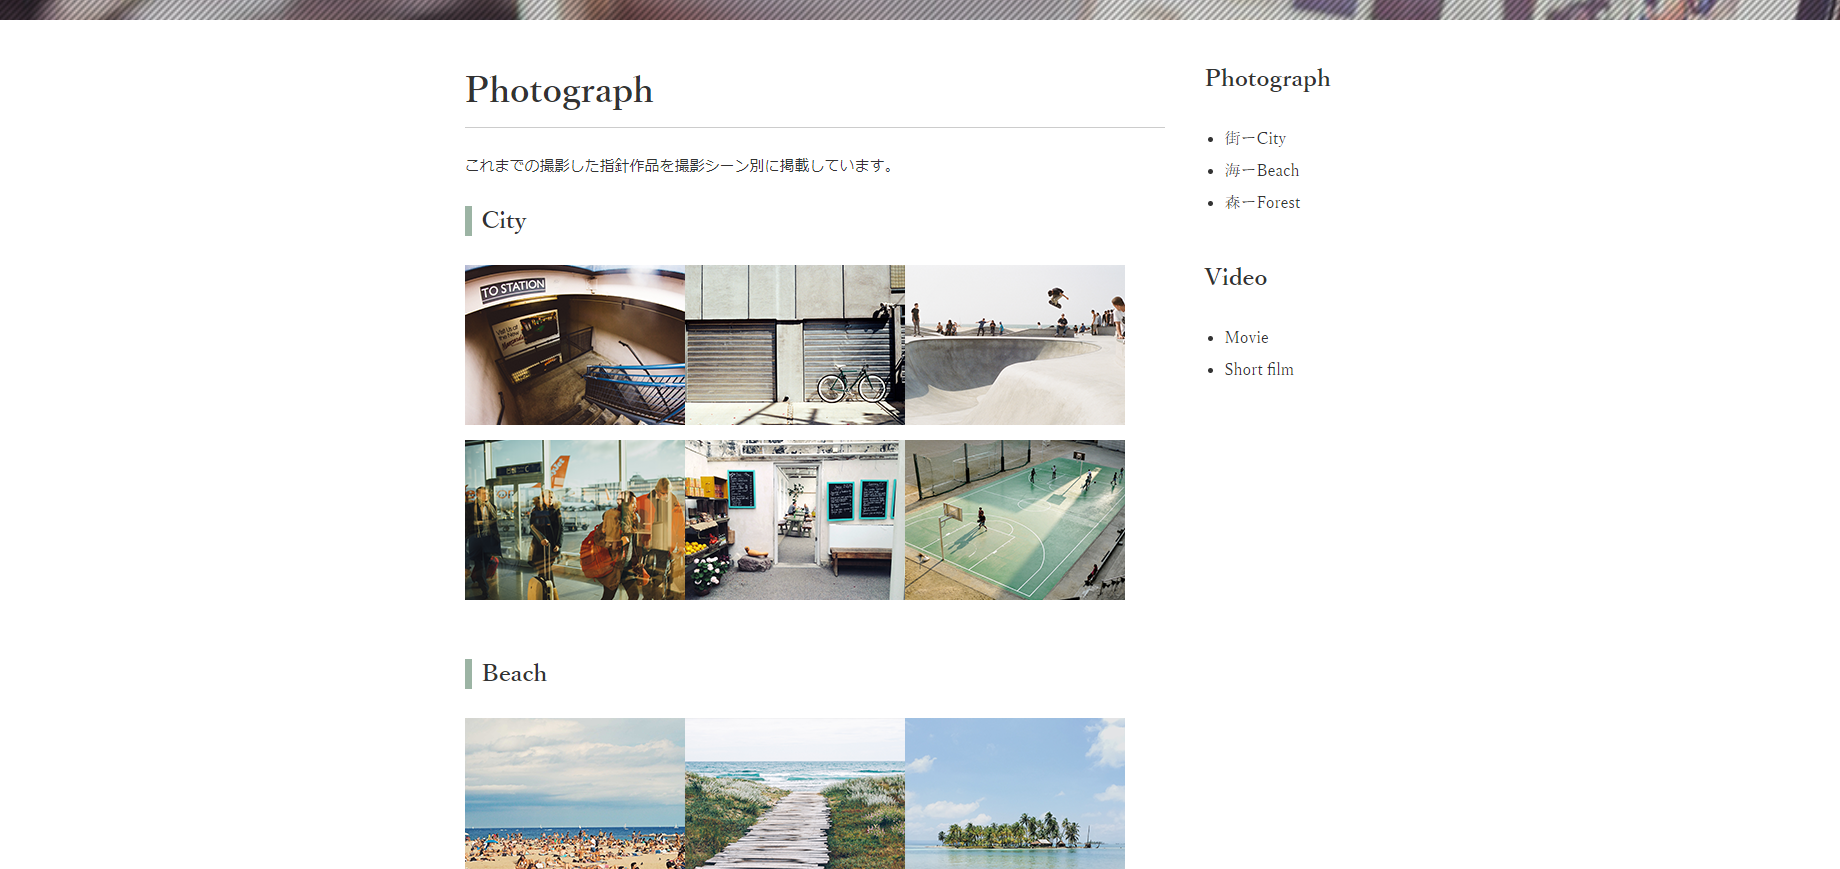 Photograph
これまでの撮影した指針作品を撮影シーン別に掲載しています。
City
TO STATION
Beach
Photograph
街ーCity
海ーBeach
森ーForest
Video
Movie
Short film